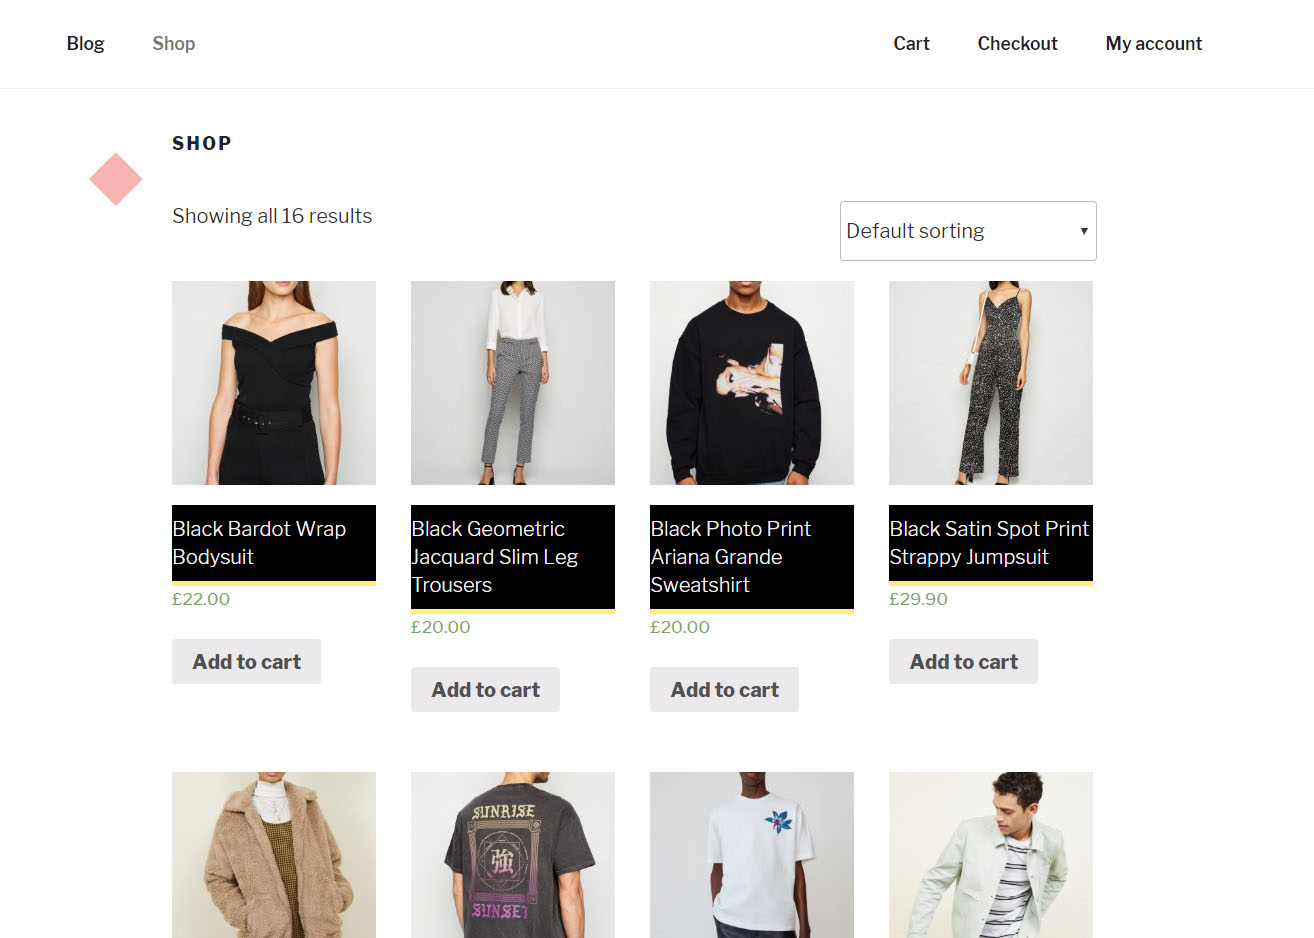 Blog Shop Cart Checkout My account
SHOP
Showing all 16 results
Default sorting
Black Bardot Wrap
Bodysuit
£22.00
Add to cart
Black Geometric
Jacquard Slim Leg
Trousers
£20.00
Add to cart
Black Photo Print
Ariana Grande
Sweatshirt
£20.00
Add to cart
Black Satin Spot Print
Strappy Jumpsuit
£29.90
Add to cart
SUNRISE
強
SUNSET